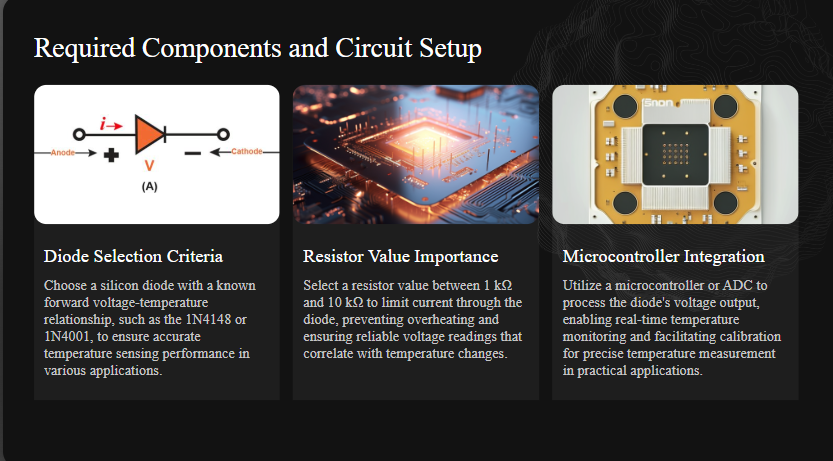 Required Components and Circuit Setup
i
Anode
+
−
Cathode
V
(A)
Snon
Diode Selection Criteria
Choose a silicon diode with a known
forward voltage-temperature
relationship, such as the 1N4148 or
1N4001, to ensure accurate
temperature sensing performance in
various applications.
Resistor Value Importance
Select a resistor value between 1 kΩ
and 10 kΩ to limit current through the
diode, preventing overheating and
ensuring reliable voltage readings that
correlate with temperature changes.
Microcontroller Integration
Utilize a microcontroller or ADC to
process the diode's voltage output,
enabling real-time temperature
monitoring and facilitating calibration
for precise temperature measurement
in practical applications.